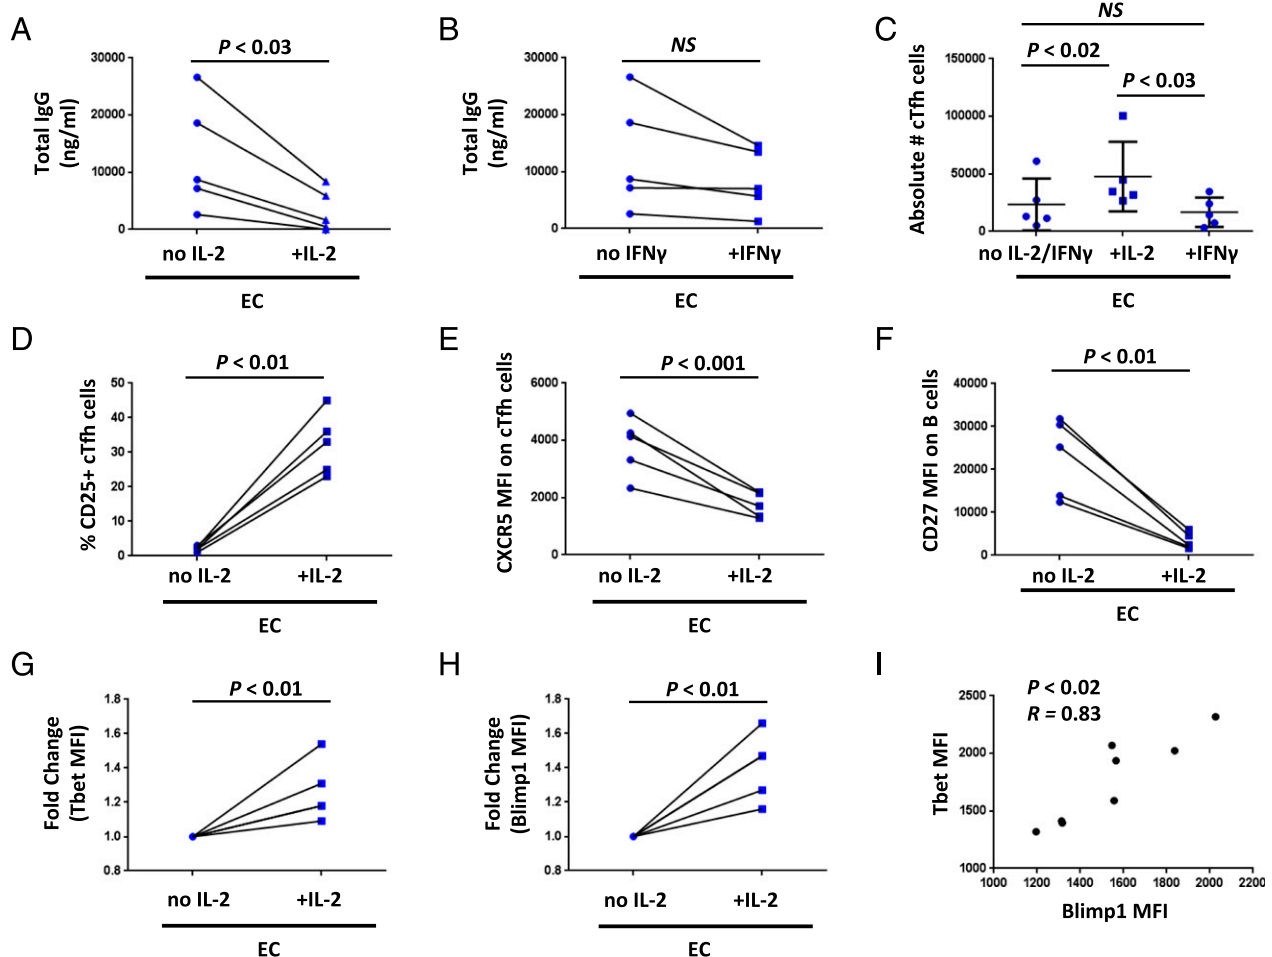 A
P < 0.03
Total IgG
(ng/ml)
30000
20000
10000
0
no IL-2
+IL-2
EC
B
NS
Total IgG
(ng/ml)
30000
20000
10000
0
no IFNγ
+IFNγ
EC
C
NS
P < 0.02
P < 0.03
Absolute # cTfh cells
150000
100000
50000
0
no IL-2/IFNγ
+IL-2
+IFNγ
EC
D
P < 0.01
% CD25+ cTfh cells
50
40
30
20
10
0
no IL-2
+IL-2
EC
E
P < 0.001
CXCR5 MFI on cTfh cells
6000
4000
2000
0
no IL-2
+IL-2
EC
F
P < 0.01
CD27 MFI on B cells
40000
30000
20000
10000
0
no IL-2
+IL-2
EC
G
P < 0.01
Fold Change
(Tbet MFI)
1.8
1.6
1.4
1.2
1.0
0.8
no IL-2
+IL-2
EC
H
P < 0.01
Fold Change
(Blimp1 MFI)
1.8
1.6
1.4
1.2
1.0
0.8
no IL-2
+IL-2
EC
I
P < 0.02
R = 0.83
Tbet MFI
2500
2000
1500
1000
1000 1200 1400 1600 1800 2000 2200
Blimp1 MFI